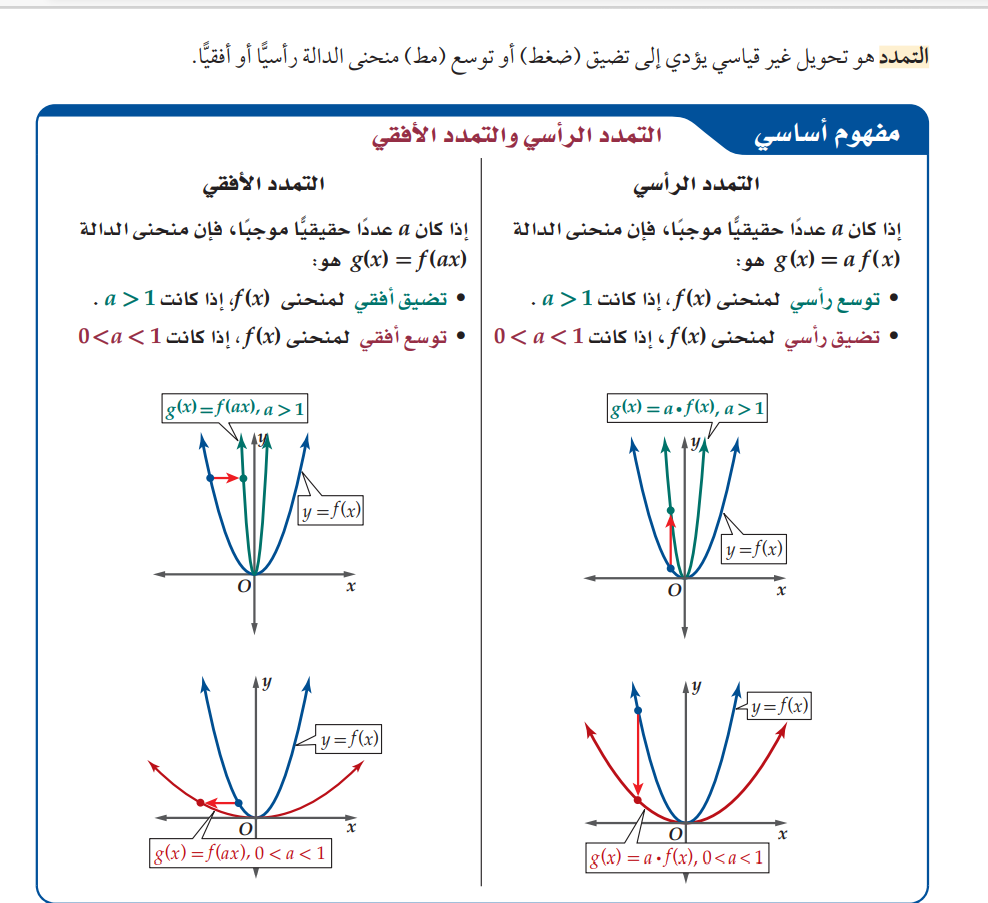 التمدد هو تحويل غير قياسي يؤدي إلى تضيق (ضغط) أو توسع (مط) منحنى الدالة رأسيًّا أو أفقيًّا.
مفهوم أساسي
التمدد الرأسي والتمدد الأفقي
التمدد الرأسي
إذا كان a عددًا حقيقيًّا موجبًا، فإن منحنى الدالة
g(x) = a f(x) هو:
• توسع رأسي لمنحنى f(x)، إذا كانت a > 1 .
• تضيق رأسي لمنحنى f(x)، إذا كانت 0 < a < 1
g(x) = a • f(x), a > 1
y
y = f(x)
O
x
y
y = f(x)
O
x
g(x) = a • f(x), 0 < a < 1
التمدد الأفقي
إذا كان a عددًا حقيقيًّا موجبًا، فإن منحنى الدالة
g(x) = f(ax) هو:
• تضيق أفقي لمنحنى f(x)، إذا كانت a > 1 .
• توسع أفقي لمنحنى f(x)، إذا كانت 0 < a < 1
g(x) = f(ax), a > 1
y
y = f(x)
O
x
y
y = f(x)
O
x
g(x) = f(ax), 0 < a < 1